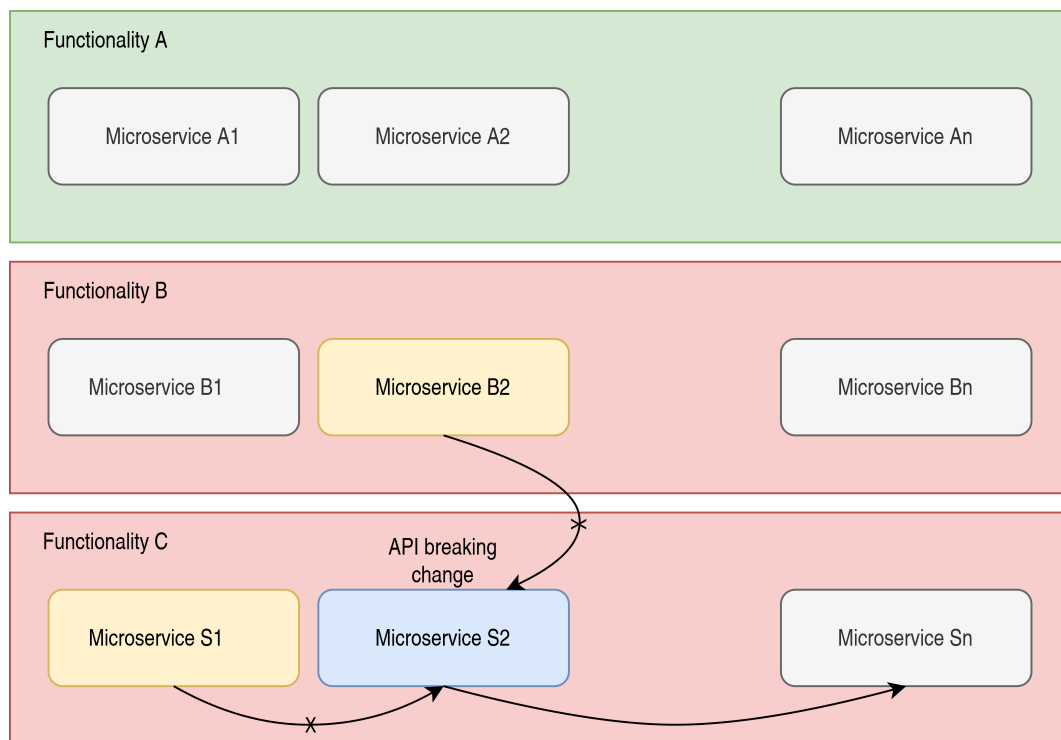 Functionality A
Microservice A1
Microservice A2
Microservice An
Functionality B
Microservice B1
Microservice B2
Microservice Bn
Functionality C
API breaking
change
Microservice S1
Microservice S2
Microservice Sn
X
X